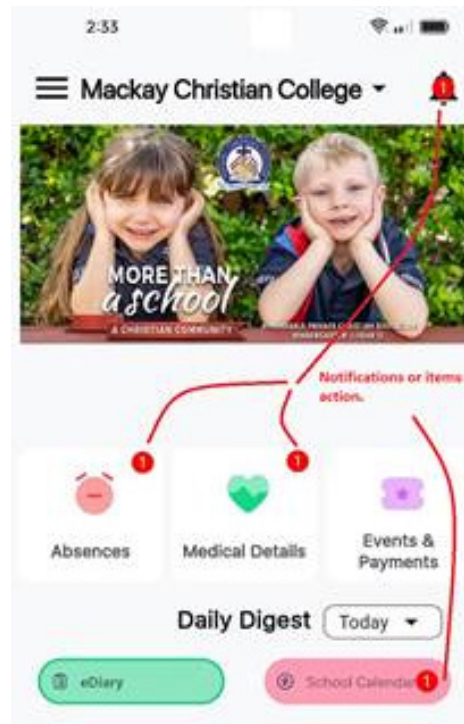 2:33
Mackay Christian College
1
MORE THAN
a school
A CHRISTIAN COMMUNITY
Notifications or items
action.
1
1
Absences
Medical Details
Events &
Payments
Daily Digest
Today
eDiary
School Calendar
1